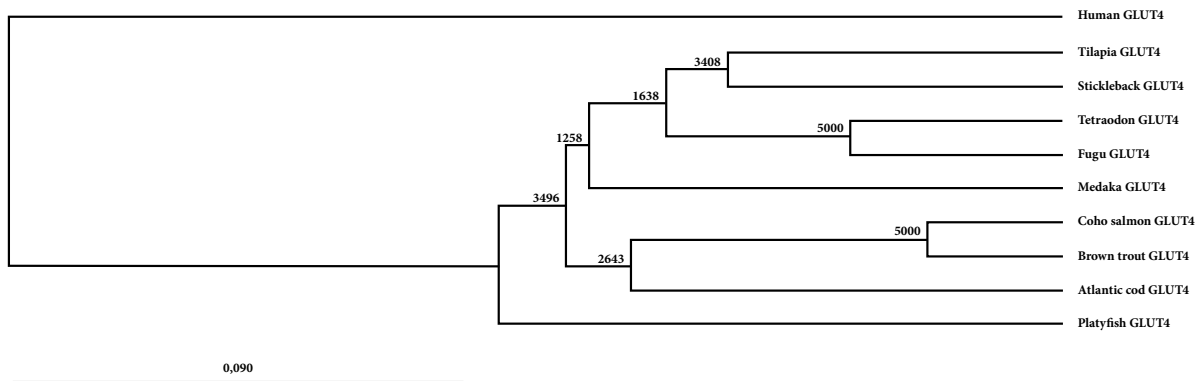 Human GLUT4
Tilapia GLUT4
3408
Stickleback GLUT4
1638
Tetraodon GLUT4
5000
Fugu GLUT4
1258
Medaka GLUT4
3496
Coho salmon GLUT4
5000
Brown trout GLUT4
2643
Atlantic cod GLUT4
Platyfish GLUT4
0,090